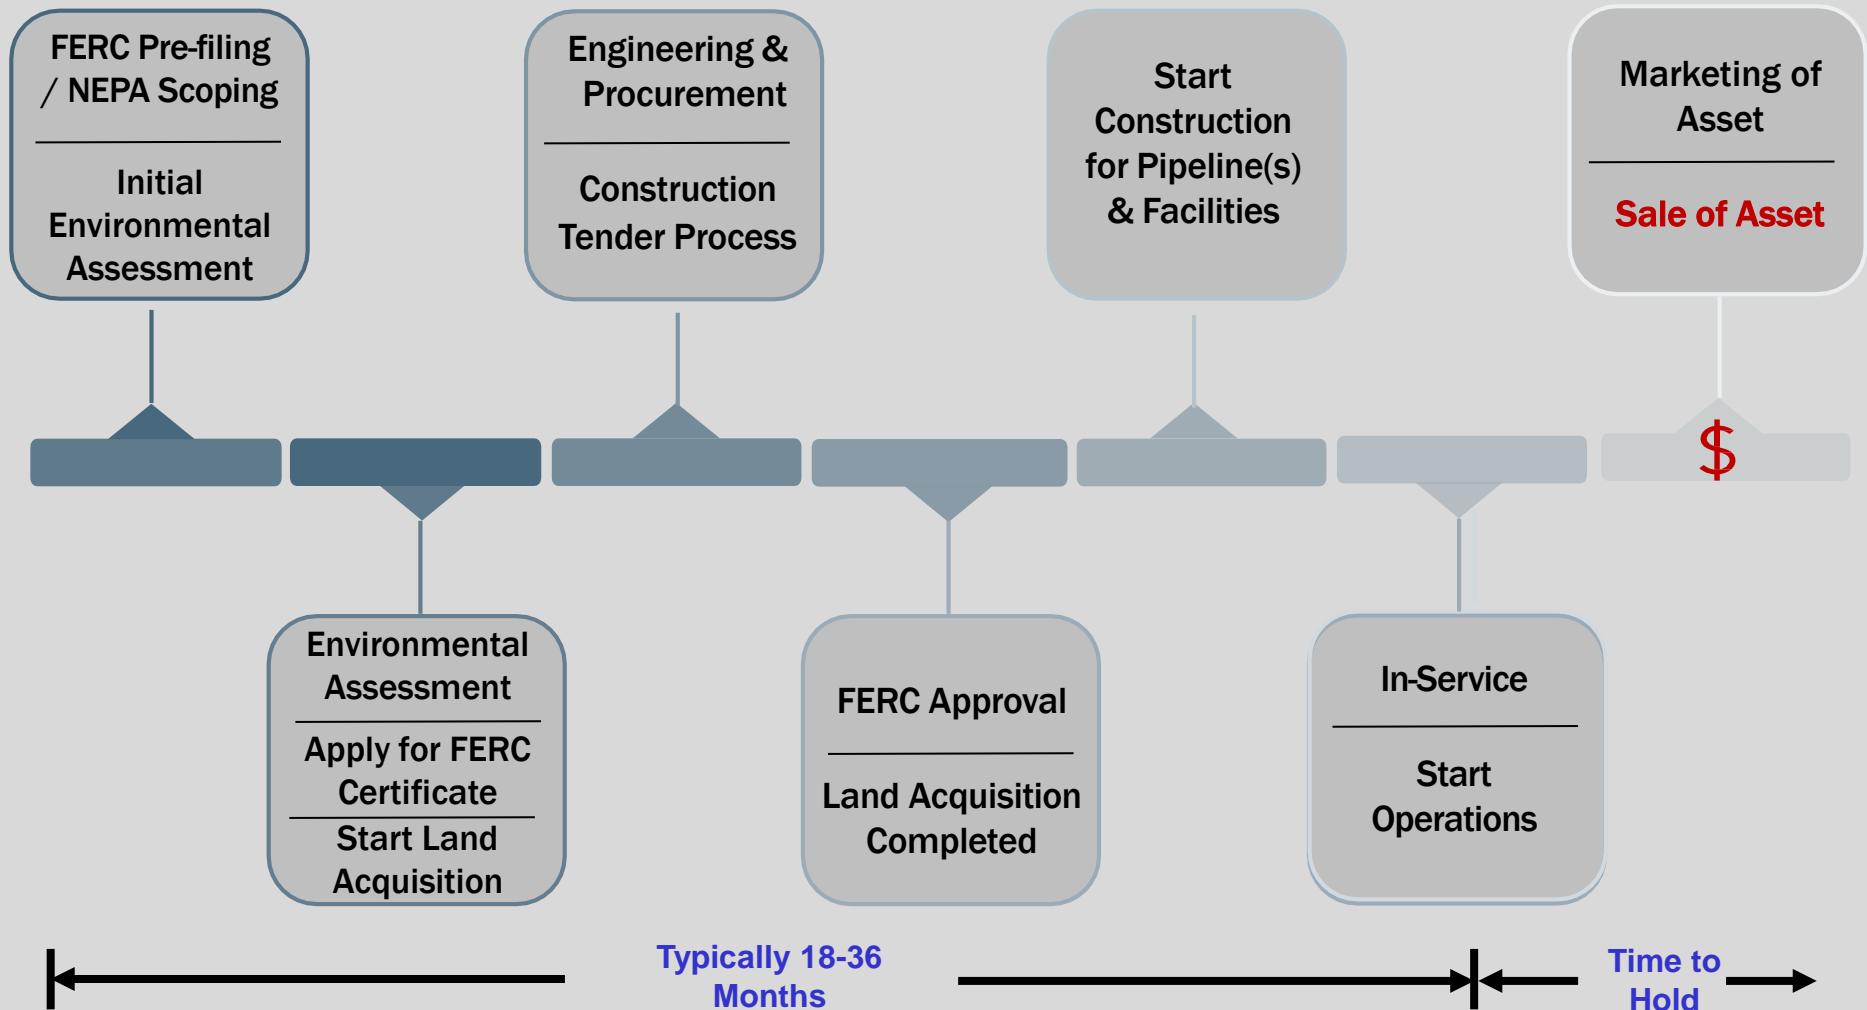 FERC Pre-filing
/ NEPA Scoping
Initial
Environmental
Assessment
Engineering &
Procurement
Construction
Tender Process
Start
Construction
for Pipeline(s)
& Facilities
Marketing of
Asset
Sale of Asset
$
Environmental
Assessment
Apply for FERC
Certificate
Start Land
Acquisition
FERC Approval
Land Acquisition
Completed
In-Service
Start
Operations
Typically 18-36
Months
Time to
Hold